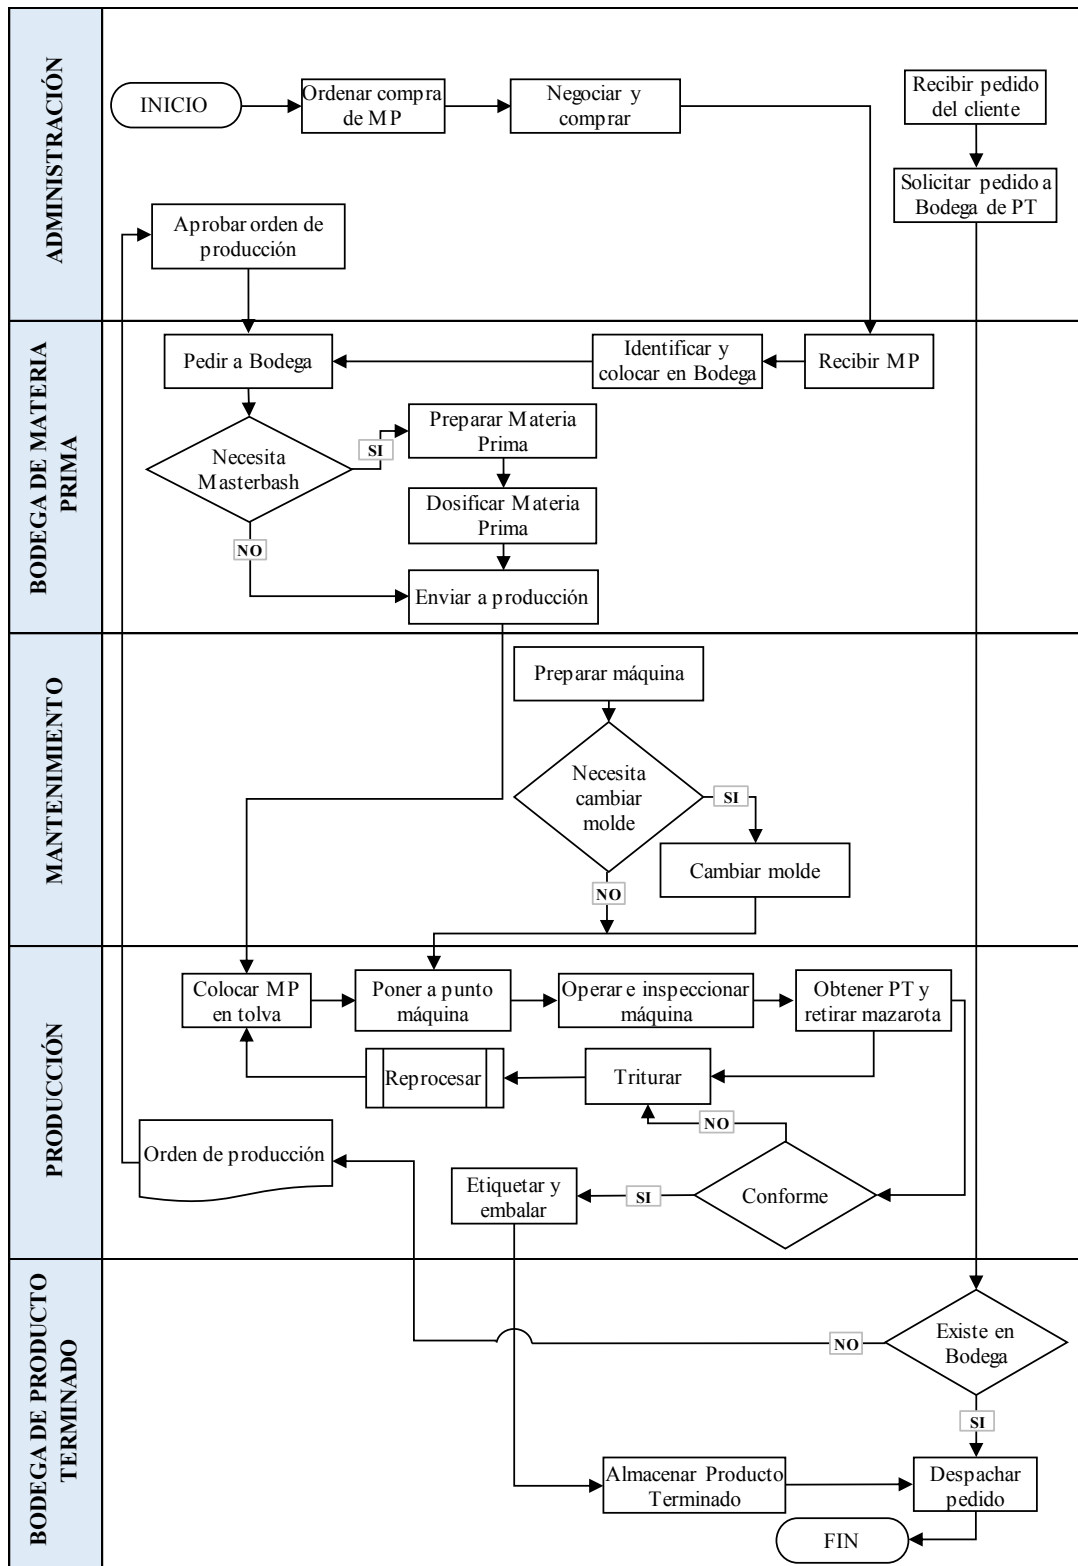 ADMINISTRACIÓN
INICIO
Ordenar compra
de MP
Negociar y
comprar
Recibir pedido
del cliente
Solicitar pedido a
Bodega de PT
Aprobar orden de
producción
BODEGA DE MATERIA
PRIMA
Pedir a Bodega
Identificar y
colocar en Bodega
Recibir MP
Necesita
Masterbash
SI
Preparar Materia
Prima
Dosificar Materia
Prima
NO
Enviar a producción
MANTENIMIENTO
Preparar máquina
Necesita
cambiar
molde
SI
Cambiar molde
NO
PRODUCCIÓN
Colocar MP
en tolva
Poner a punto
máquina
Operar e inspeccionar
máquina
Obtener PT y
retirar mazarota
Reprocesar
Triturar
NO
Orden de producción
Etiquetar y
embalar
SI
Conforme
BODEGA DE PRODUCTO
TERMINADO
NO
Existe en
Bodega
SI
Almacenar Producto
Terminado
Despachar
pedido
FIN